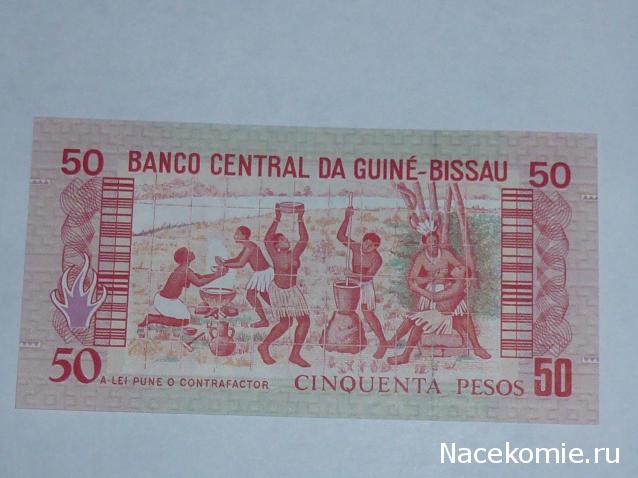 50 BANCO CENTRAL DA GUINÉ-BISSAU 50
50 A LEI PUNE O CONTRAFACTOR CINQUENTA PESOS 50
Nacekomie.ru